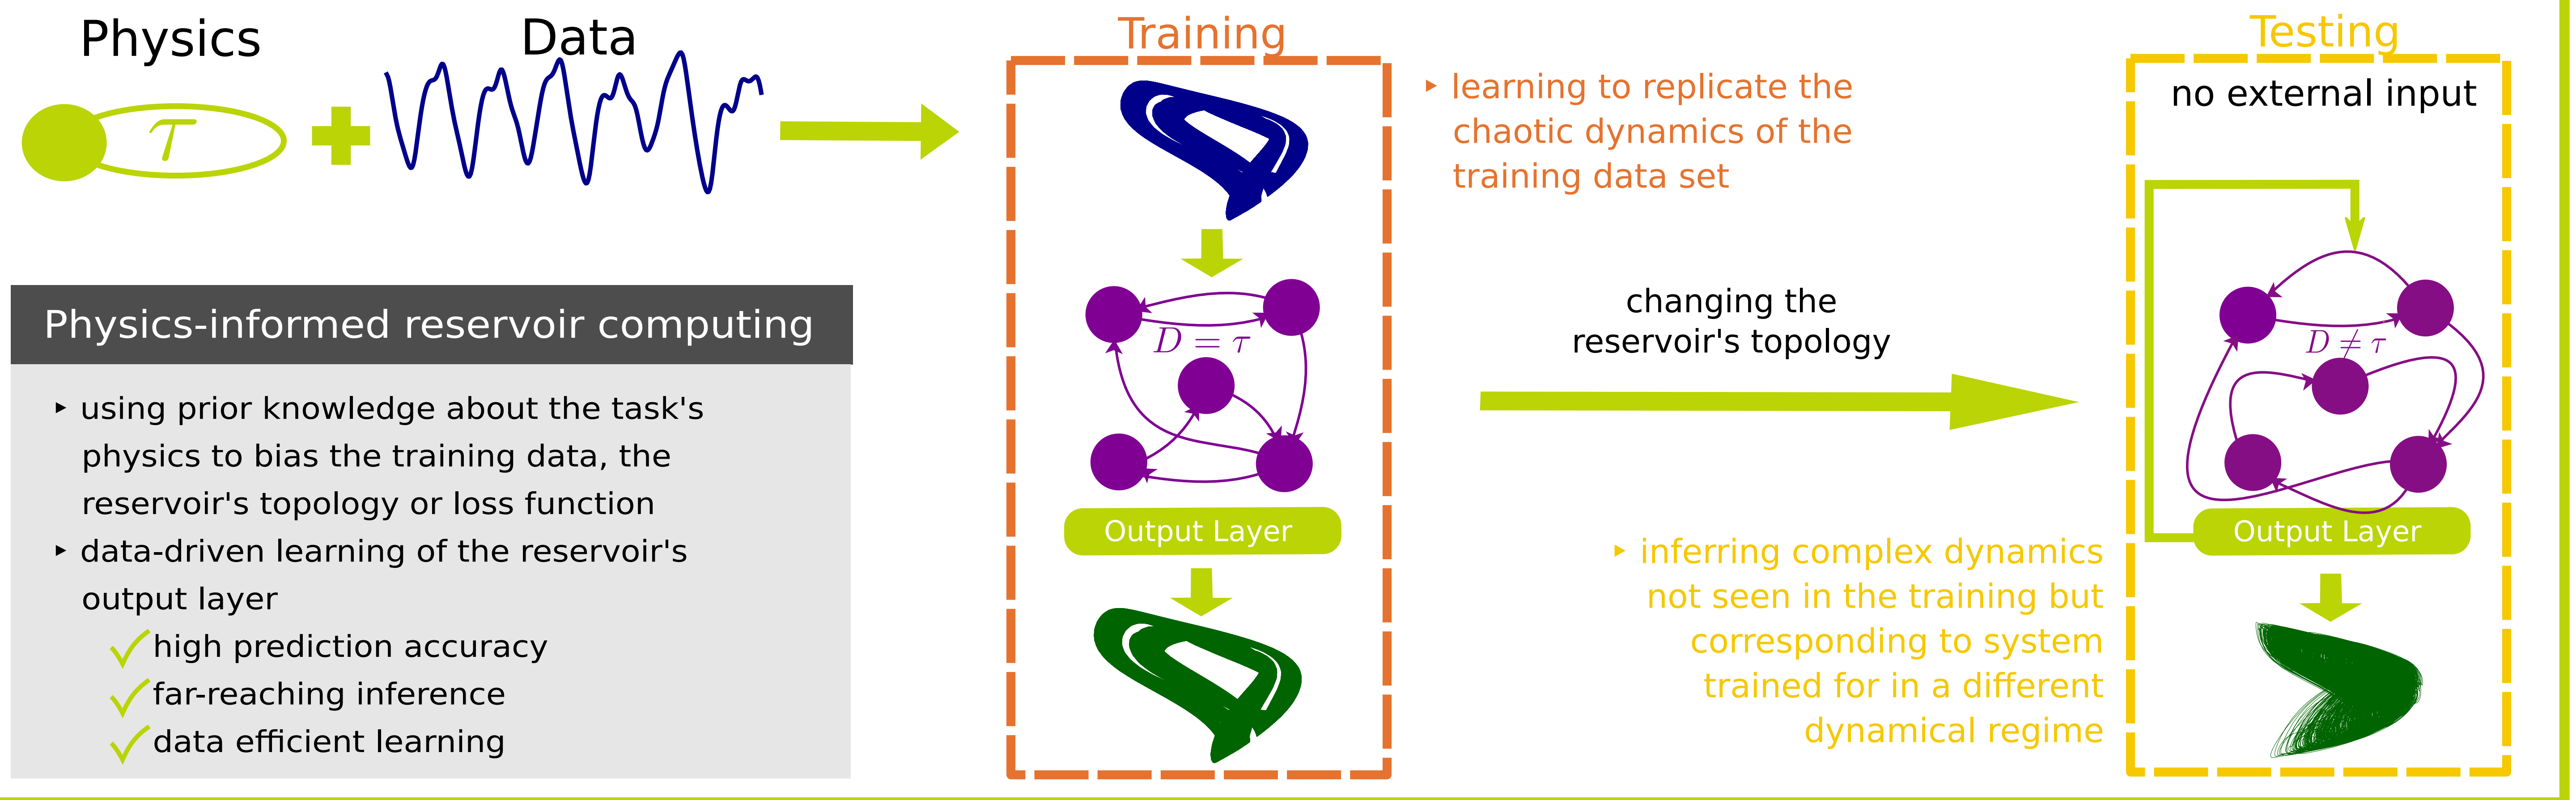 Physics
Data
τ
Physics-informed reservoir computing
‣ using prior knowledge about the task's
physics to bias the training data, the
reservoir's topology or loss function
‣ data-driven learning of the reservoir's
output layer
✓high prediction accuracy
✓far-reaching inference
✓data efficient learning
Training
D = τ
Output Layer
‣ learning to replicate the
chaotic dynamics of the
training data set
changing the
reservoir's topology
‣ inferring complex dynamics
not seen in the training but
corresponding to system
trained for in a different
dynamical regime
Testing
no external input
D ≠ τ
Output Layer